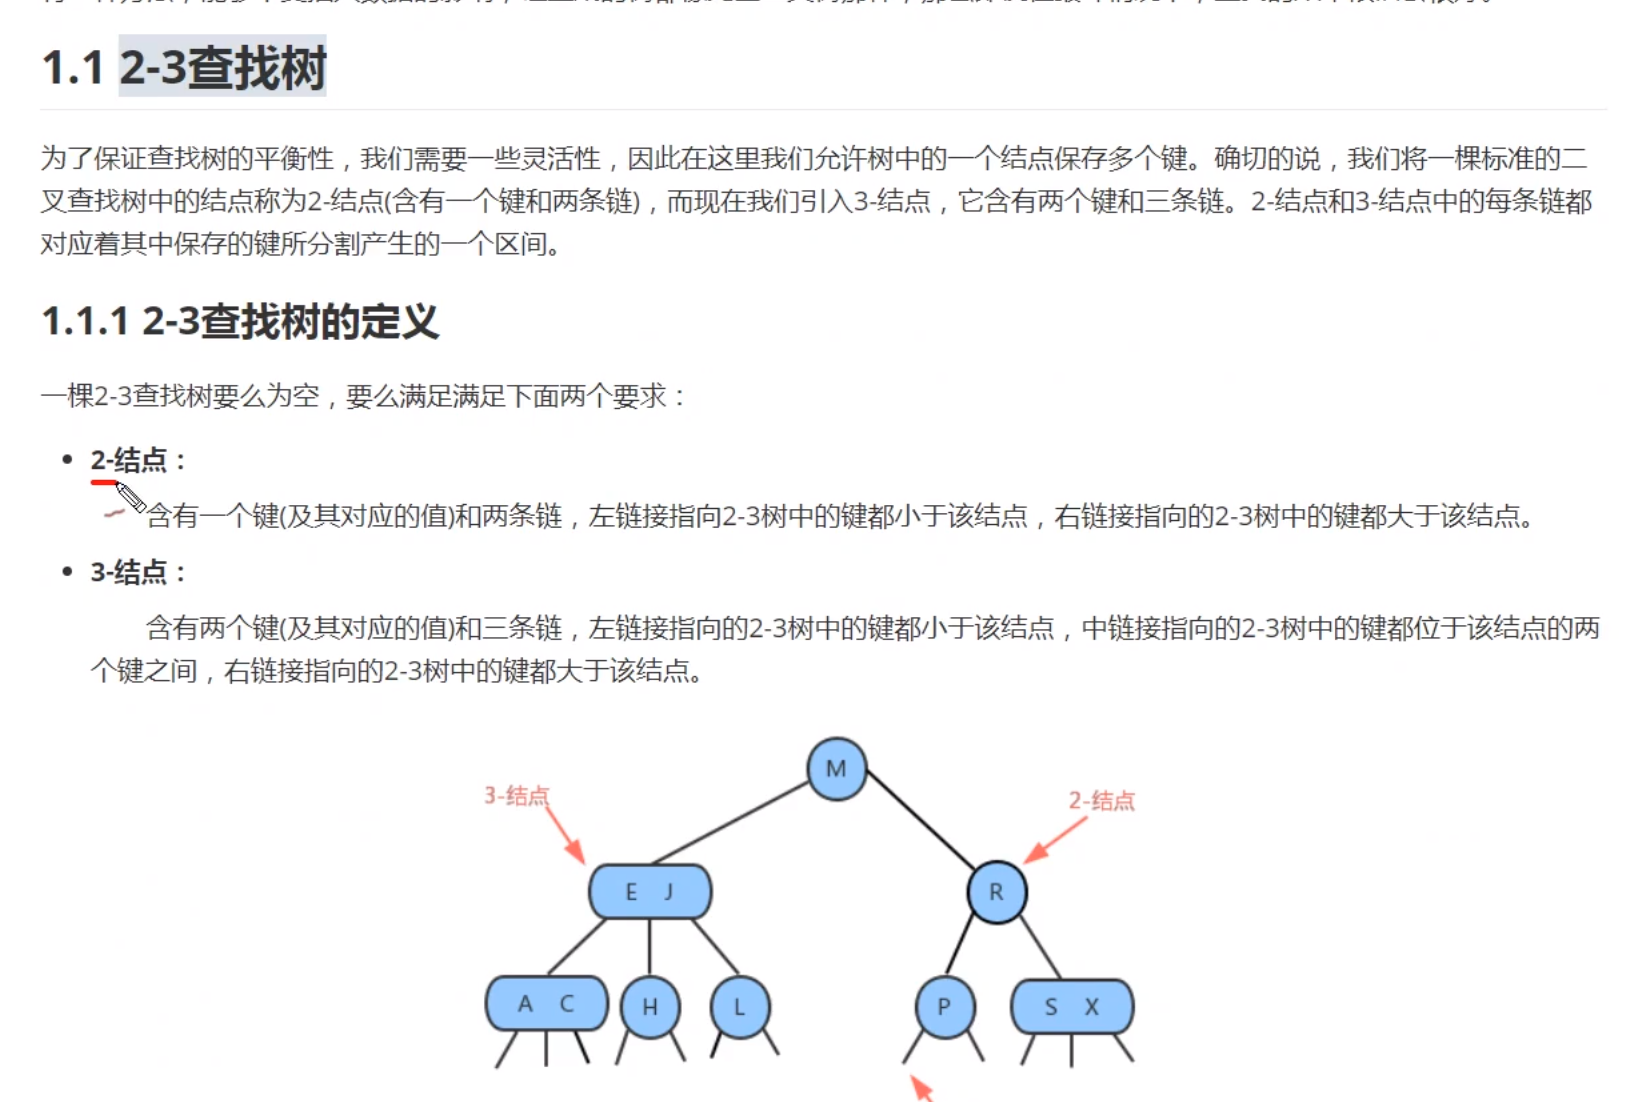 1.1 2-3查找树
为了保证查找树的平衡性，我们需要一些灵活性，因此在这里我们允许树中的一个结点保存多个键。确切的说，我们将一棵标准的二
叉查找树中的结点称为2-结点(含有一个键和两条链)，而现在我们引入3-结点，它含有两个键和三条链。2-结点和3-结点中的每条链都
对应着其中保存的键所分割产生的一个区间。
1.1.1 2-3查找树的定义
一棵2-3查找树要么为空，要么满足满足下面两个要求：
• 2-结点：
含有一个键(及其对应的值)和两条链，左链接指向2-3树中的键都小于该结点，右链接指向的2-3树中的键都大于该结点。
• 3-结点：
含有两个键(及其对应的值)和三条链，左链接指向的2-3树中的键都小于该结点，中链接指向的2-3树中的键都位于该结点的两
个键之间，右链接指向的2-3树中的键都大于该结点。
M
3-结点
2-结点
E J
R
A C
H
L
P
S X